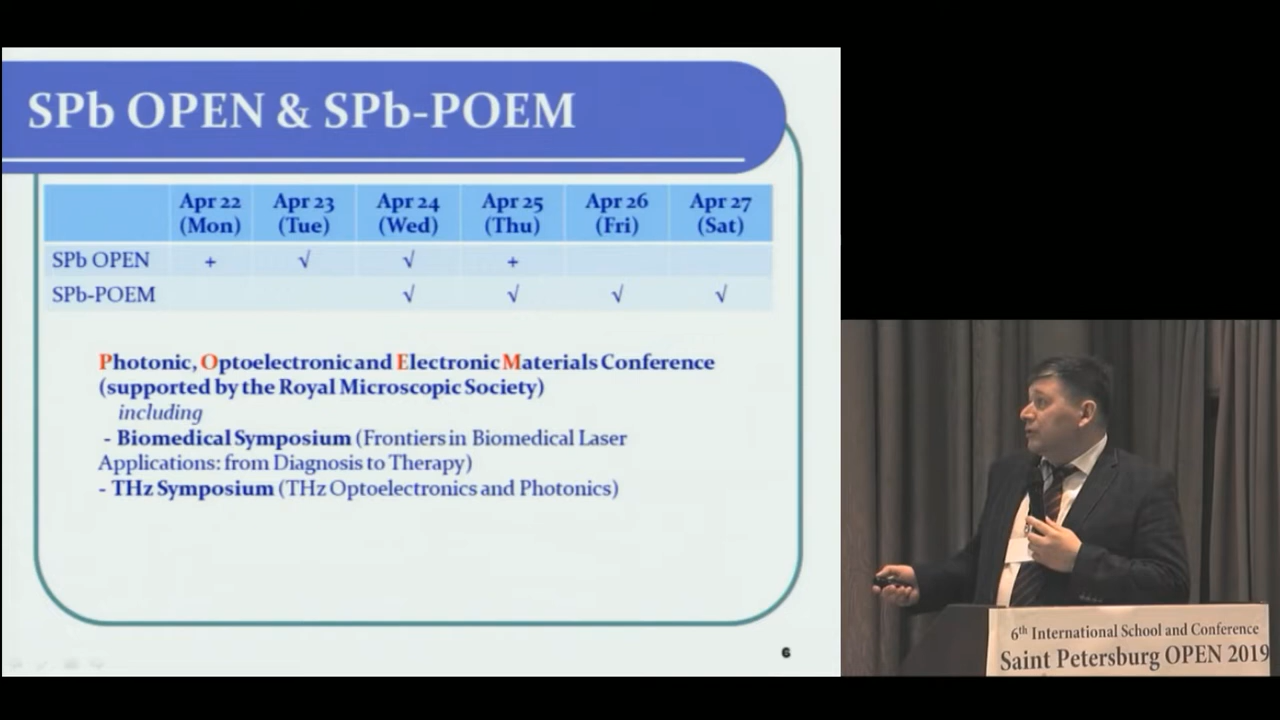 SPb OPEN & SPb-POEM
Apr 22 (Mon) Apr 23 (Tue) Apr 24 (Wed) Apr 25 (Thu) Apr 26 (Fri) Apr 27 (Sat)
SPb OPEN + √ √ +
SPb-POEM √ √ √ √
Photonic, Optoelectronic and Electronic Materials Conference
(supported by the Royal Microscopic Society)
including
- Biomedical Symposium (Frontiers in Biomedical Laser
Applications: from Diagnosis to Therapy)
- THz Symposium (THz Optoelectronics and Photonics)
6
6th International School and Conference
Saint Petersburg OPEN 2019